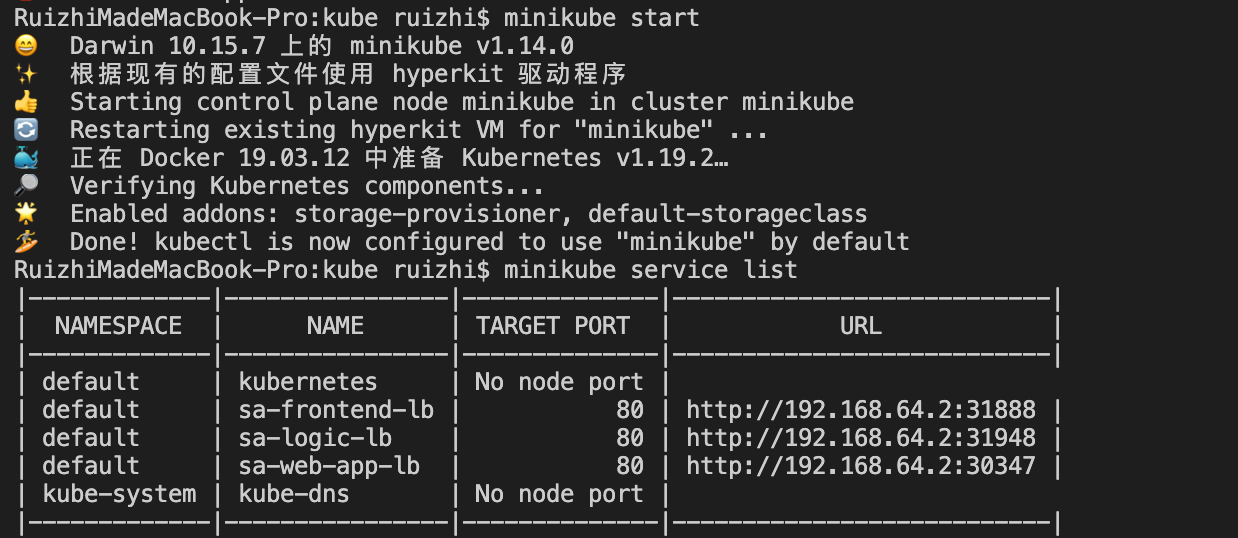 RuizhiMadeMacBook-Pro:kube ruizhi$ minikube start
😄 Darwin 10.15.7 上的 minikube v1.14.0
✨ 根据现有的配置文件使用 hyperkit 驱动程序
👍 Starting control plane node minikube in cluster minikube
🔄 Restarting existing hyperkit VM for "minikube" ...
🐳 正在 Docker 19.03.12 中准备 Kubernetes v1.19.2…
🔎 Verifying Kubernetes components...
🌟 Enabled addons: storage-provisioner, default-storageclass
🏄 Done! kubectl is now configured to use "minikube" by default
RuizhiMadeMacBook-Pro:kube ruizhi$ minikube service list
|-------------|----------------|--------------|---------------------------|
| NAMESPACE | NAME | TARGET PORT | URL |
|-------------|----------------|--------------|---------------------------|
| default | kubernetes | No node port |
| default | sa-frontend-lb | 80 | http://192.168.64.2:31888 |
| default | sa-logic-lb | 80 | http://192.168.64.2:31948 |
| default | sa-web-app-lb | 80 | http://192.168.64.2:30347 |
| kube-system | kube-dns | No node port |
|-------------|----------------|--------------|---------------------------|